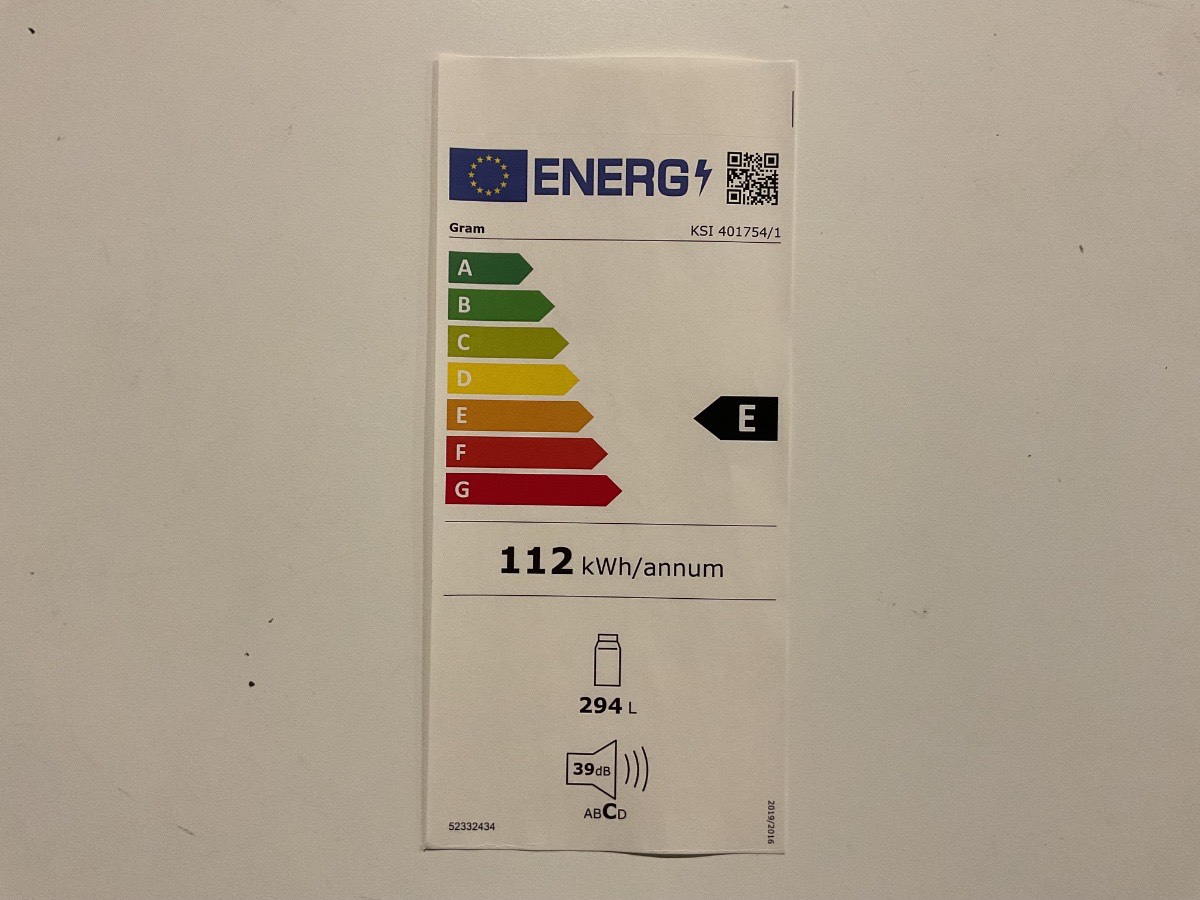 ENERG
Gram KSI 401754/1
A
B
C
D
E
E
F
G
112 kWh/annum
294 L
39dB
ABCD
52332434
2019/2016